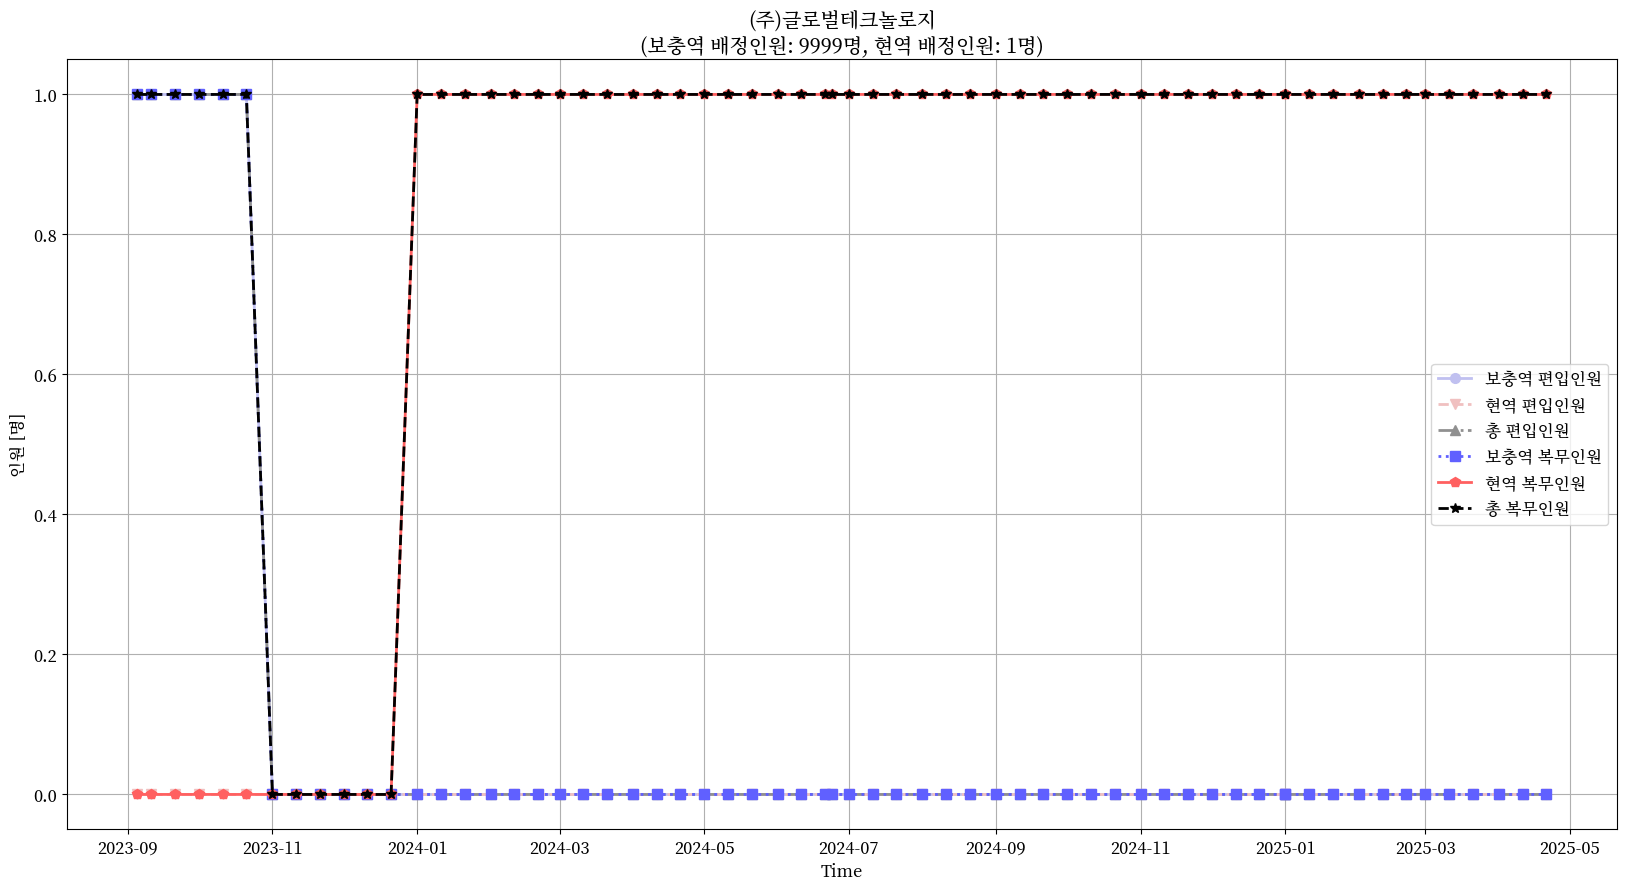 (주)글로벌테크놀로지
(보충역 배정인원: 9999명, 현역 배정인원: 1명)
1.0
0.8
0.6
0.4
0.2
0.0
인원 [명]
보충역 편입인원
현역 편입인원
총 편입인원
보충역 복무인원
현역 복무인원
총 복무인원
2023-09 2023-11 2024-01 2024-03 2024-05 2024-07 2024-09 2024-11 2025-01 2025-03 2025-05
Time